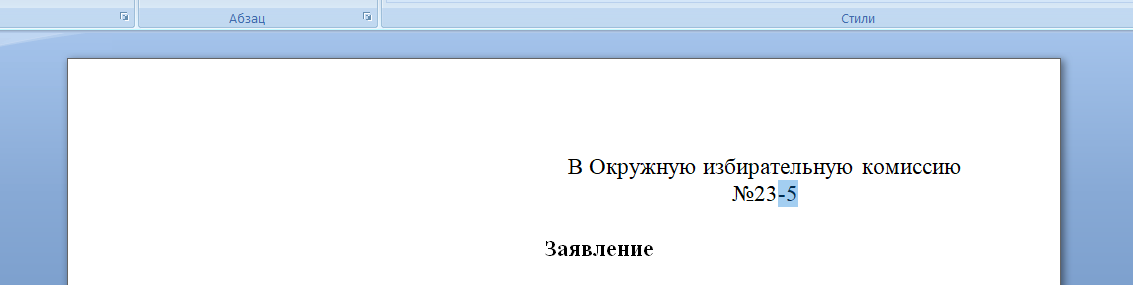 Абзац
Стили
В Окружную избирательную комиссию
№23-5
Заявление